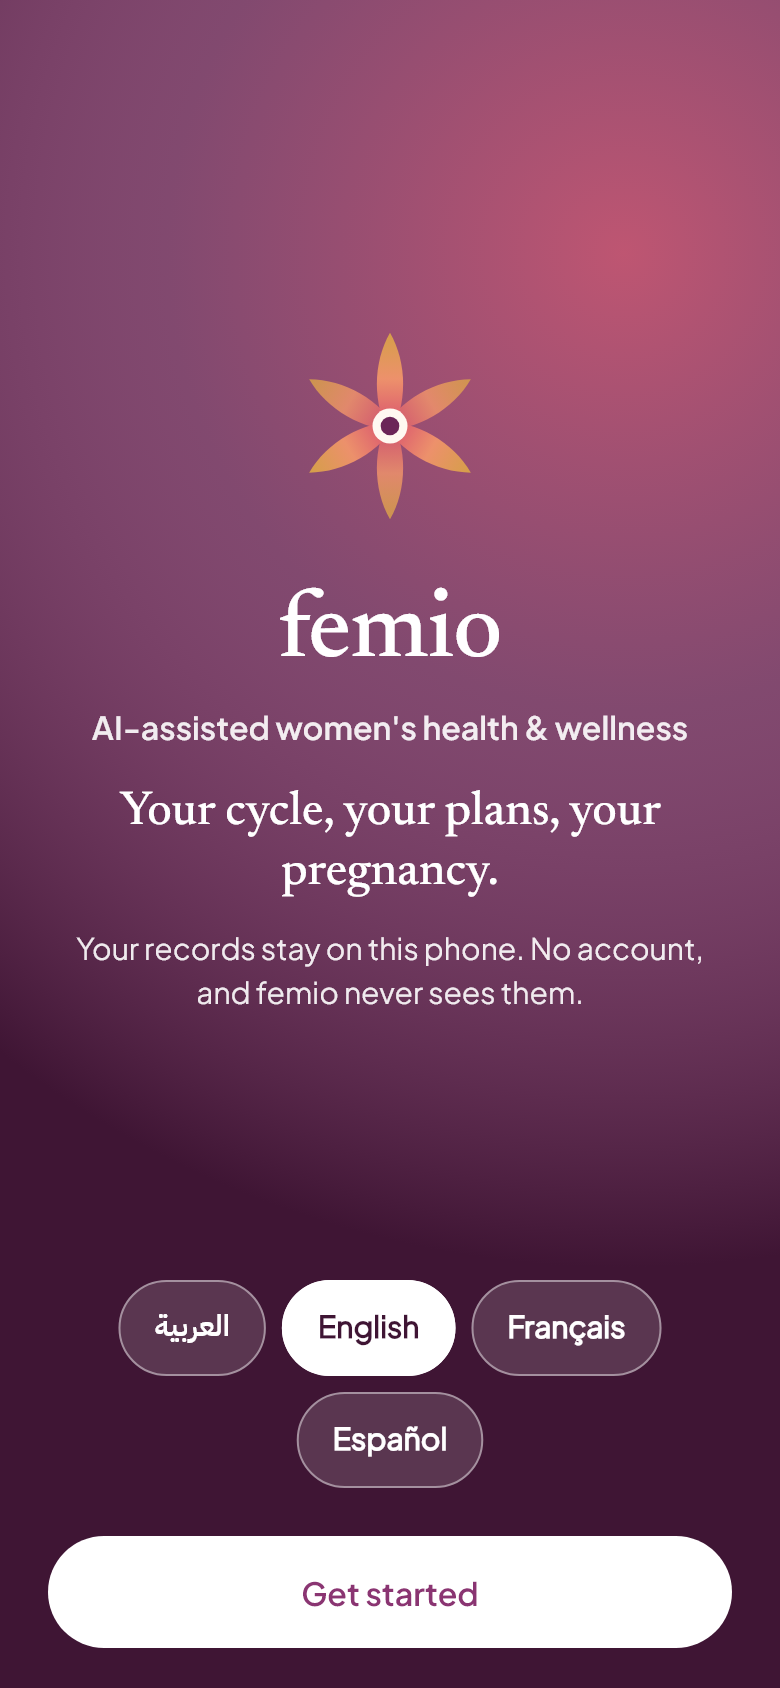 femio
AI-assisted women's health & wellness
Your cycle, your plans, your
pregnancy.
Your records stay on this phone. No account,
and femio never sees them.
العربية
English
Français
Español
Get started